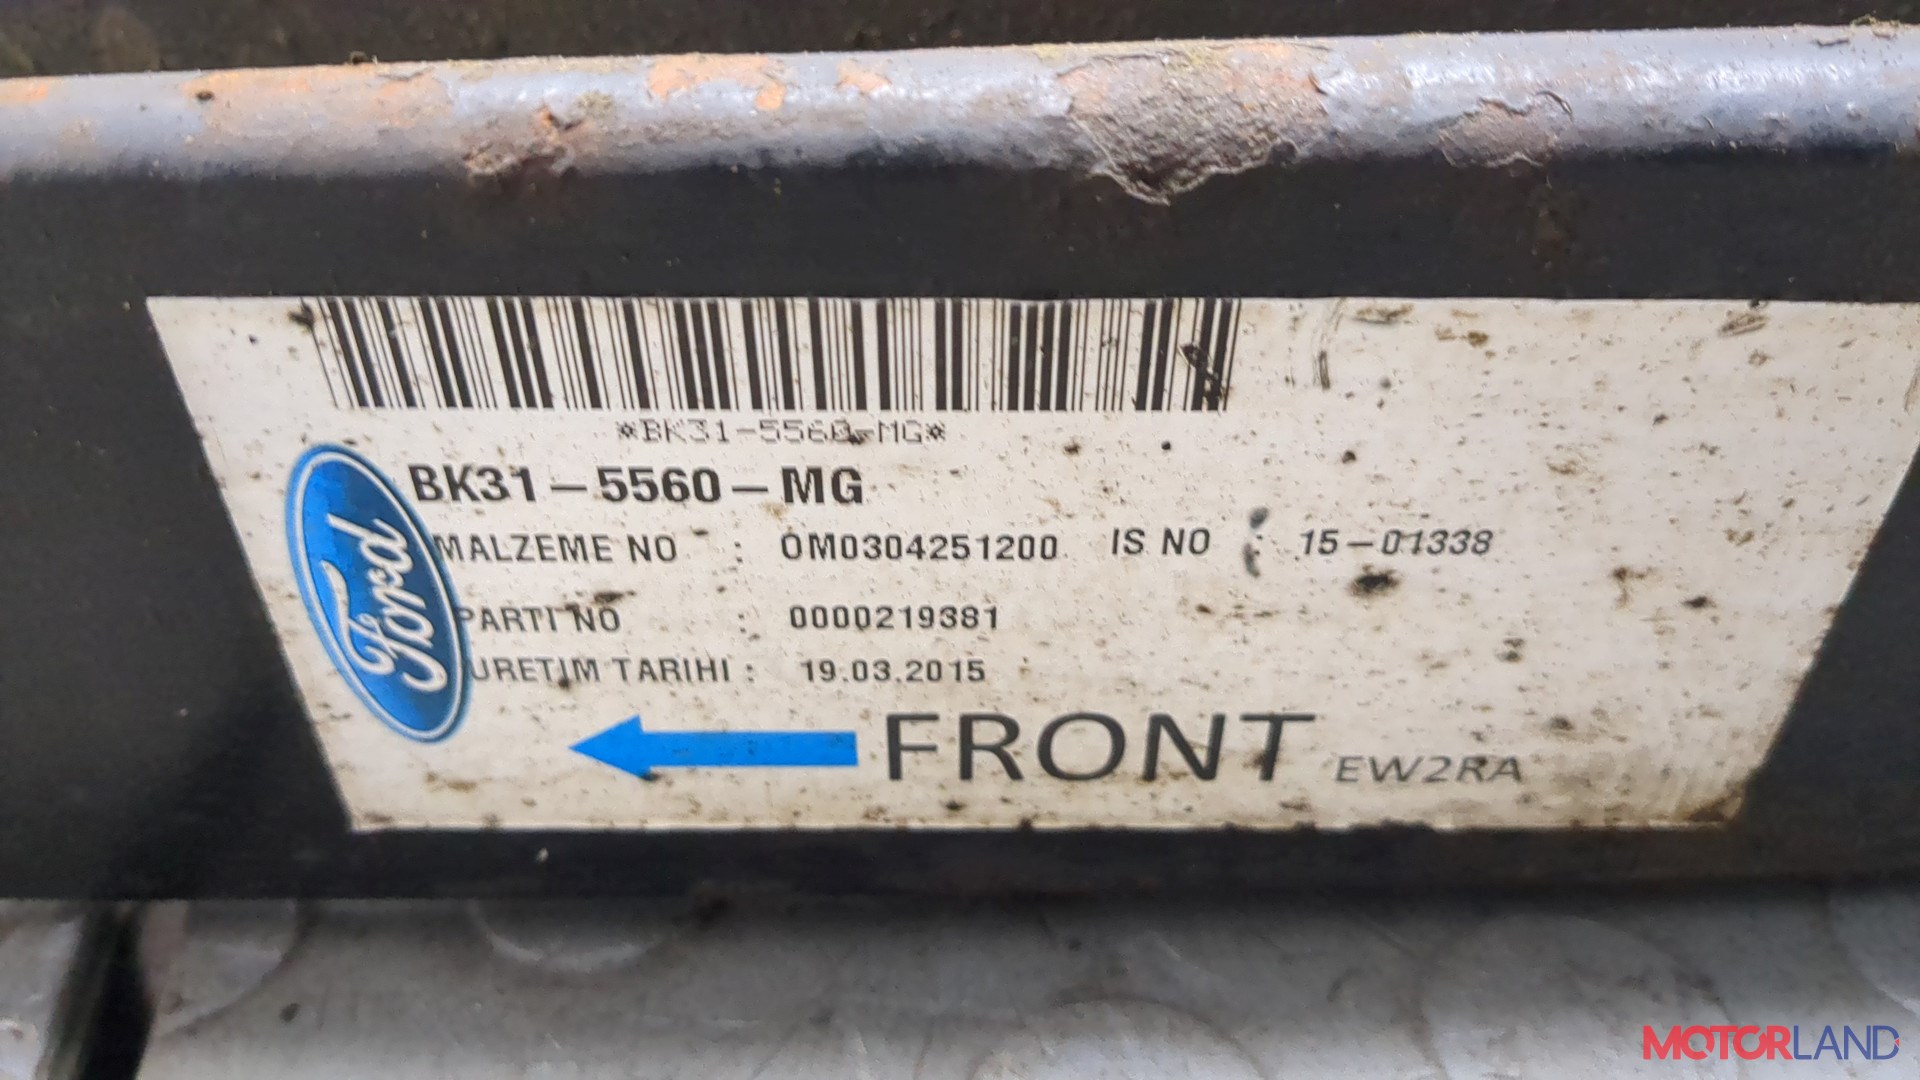 *BK31-5560-MG*
BK31-5560-MG
Ford
MALZEME NO : OM0304251200 IS NO : 15-01338
PARTI NO : 0000219381
URETIM TARIHI : 19.03.2015
FRONT EW2RA
MOTORLAND